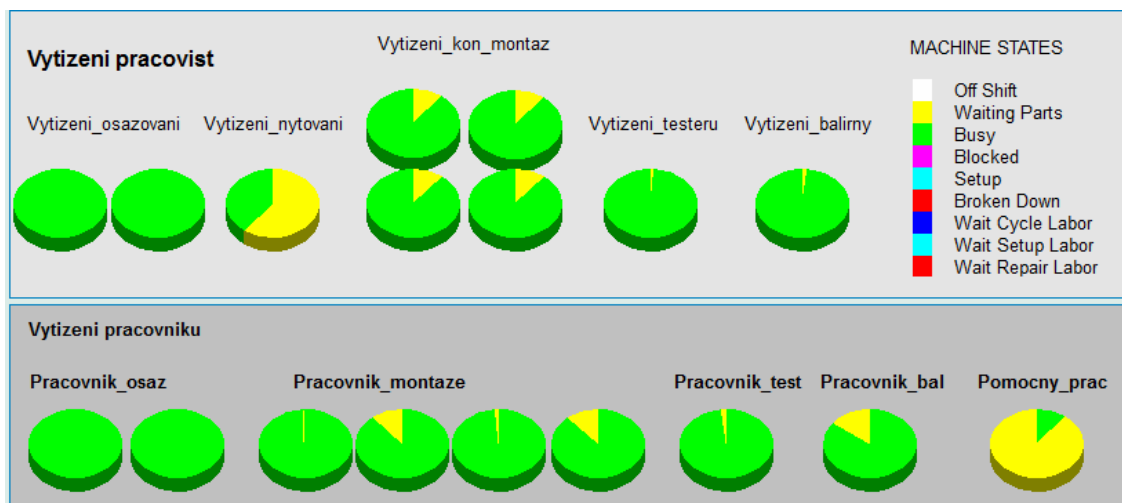 Vytizeni pracovist
Vytizeni_osazovani
Vytizeni_nytovani
Vytizeni_kon_montaz
Vytizeni_testeru
Vytizeni_balirny
MACHINE STATES
Off Shift
Waiting Parts
Busy
Blocked
Setup
Broken Down
Wait Cycle Labor
Wait Setup Labor
Wait Repair Labor
Vytizeni pracovniku
Pracovnik_osaz
Pracovnik_montaze
Pracovnik_test
Pracovnik_bal
Pomocny_prac